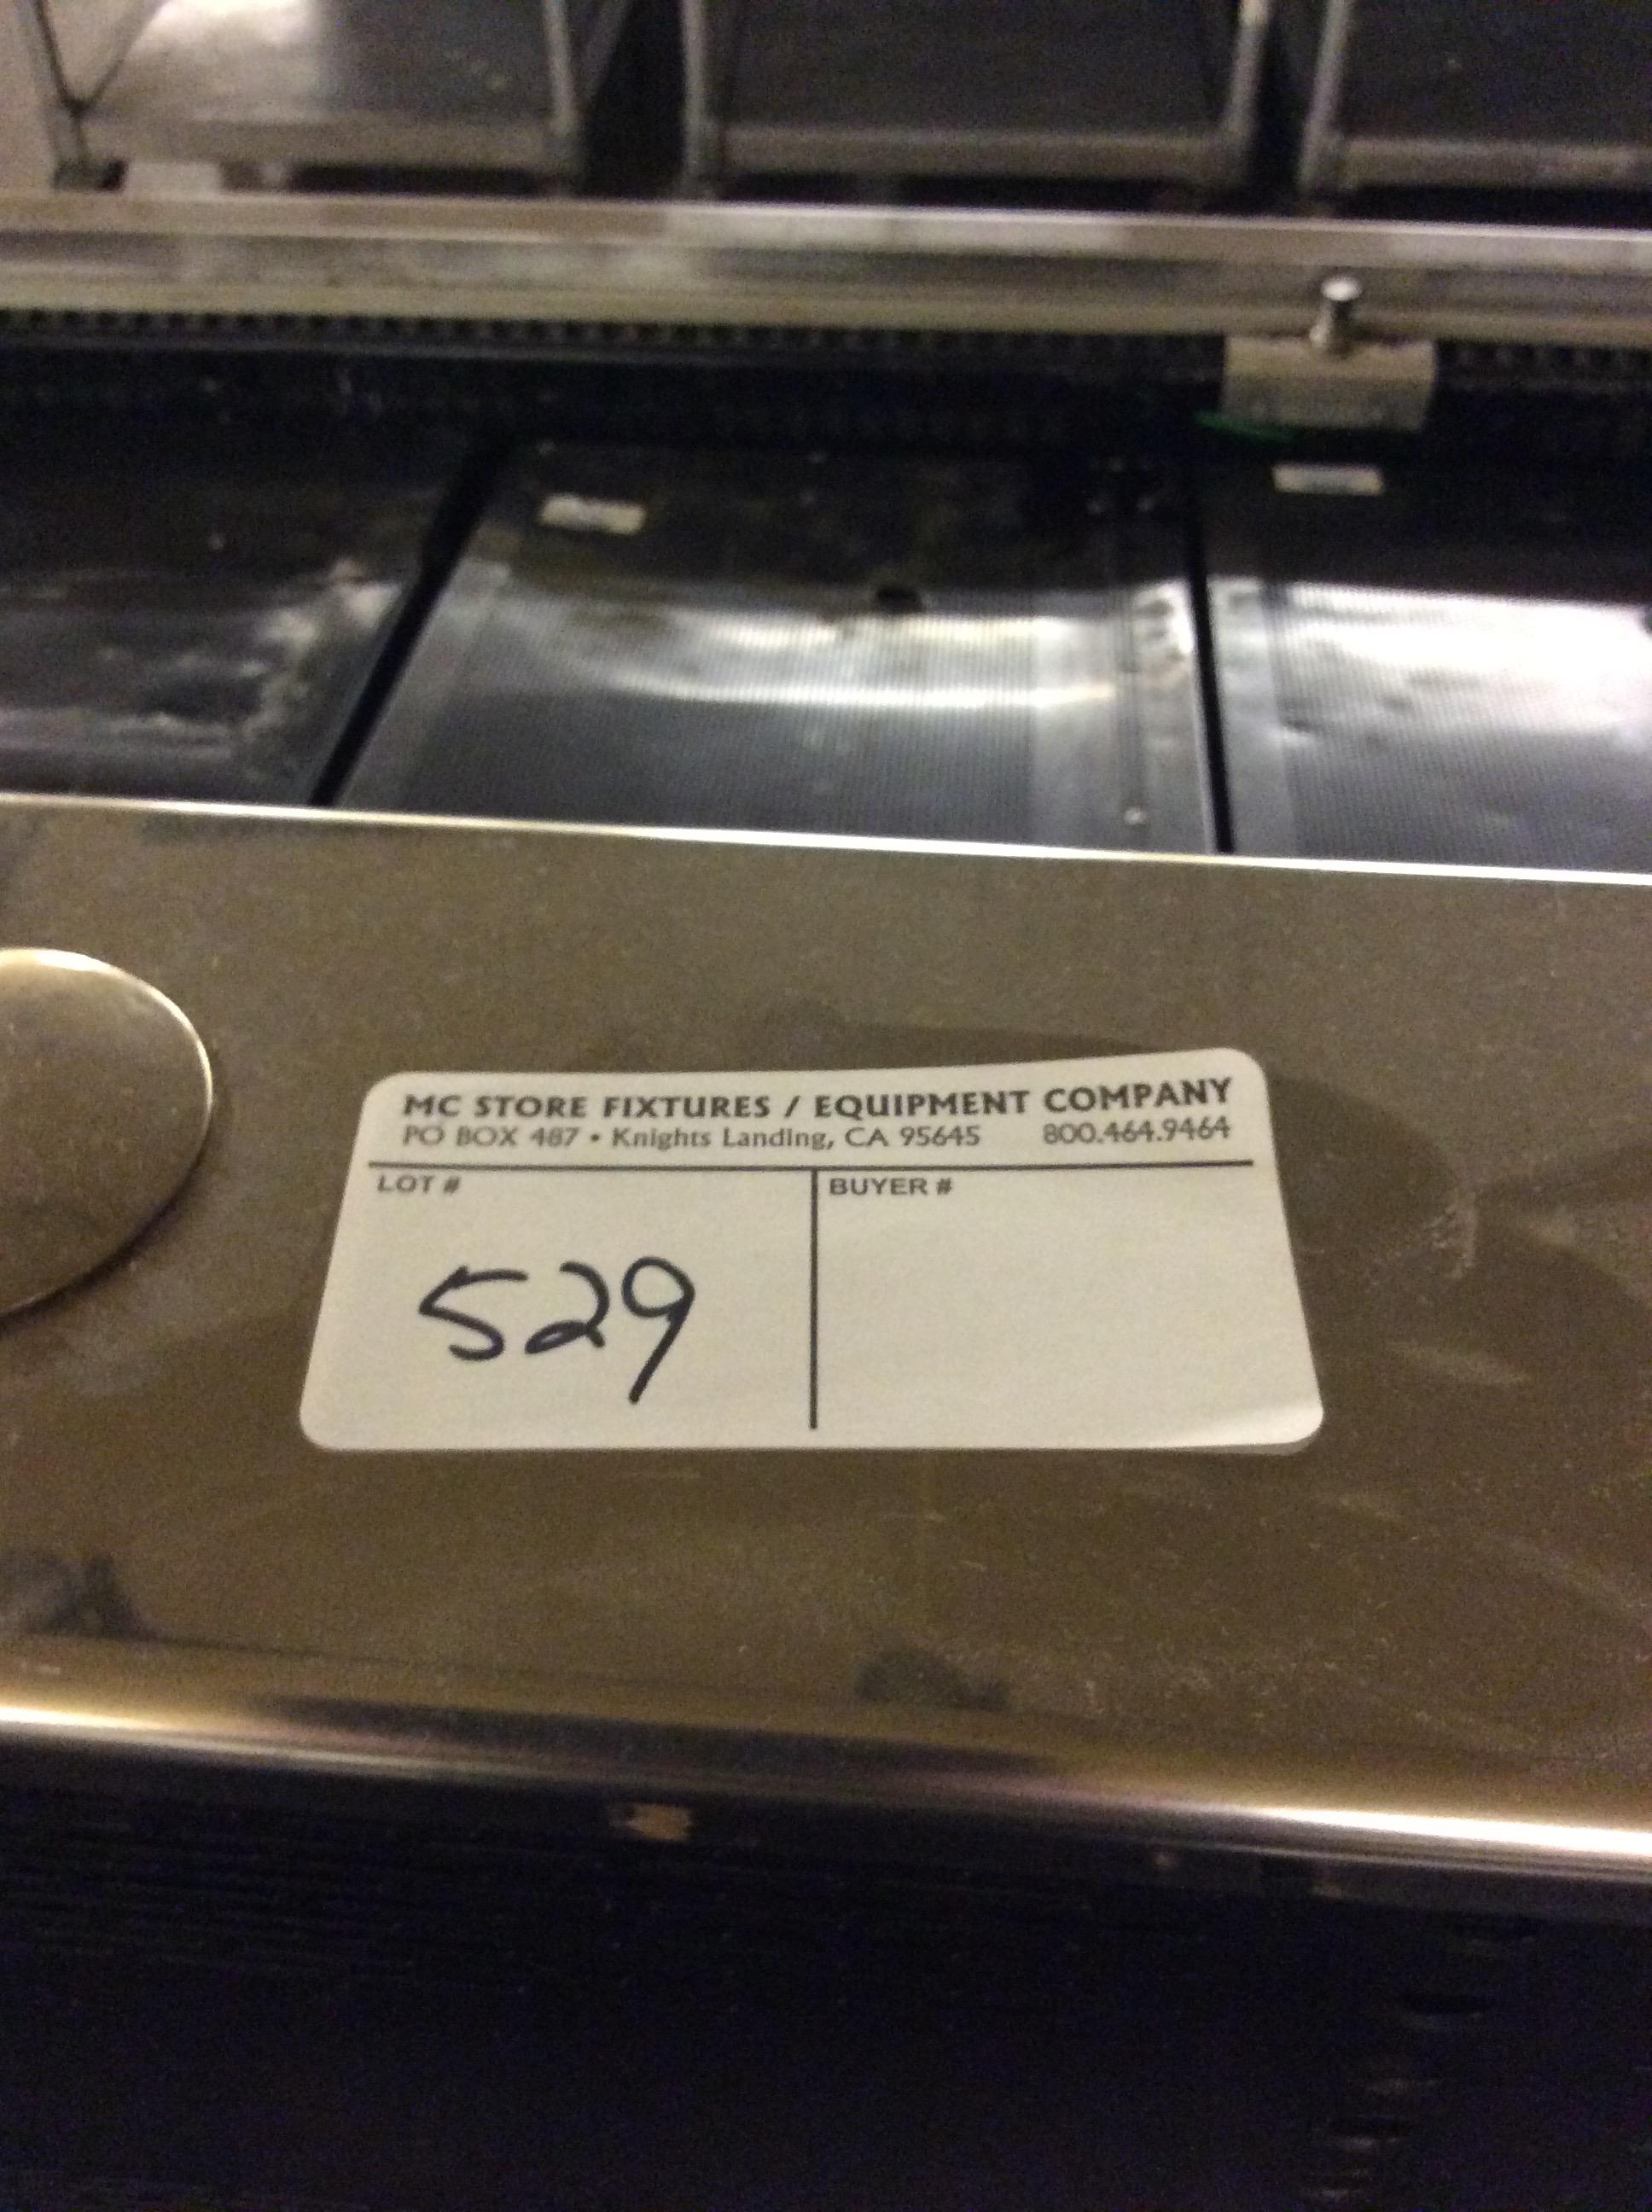 MC STORE FIXTURES / EQUIPMENT COMPANY
PO BOX 487 • Knights Landing, CA 95645 800.464.9464
LOT # BUYER #
529